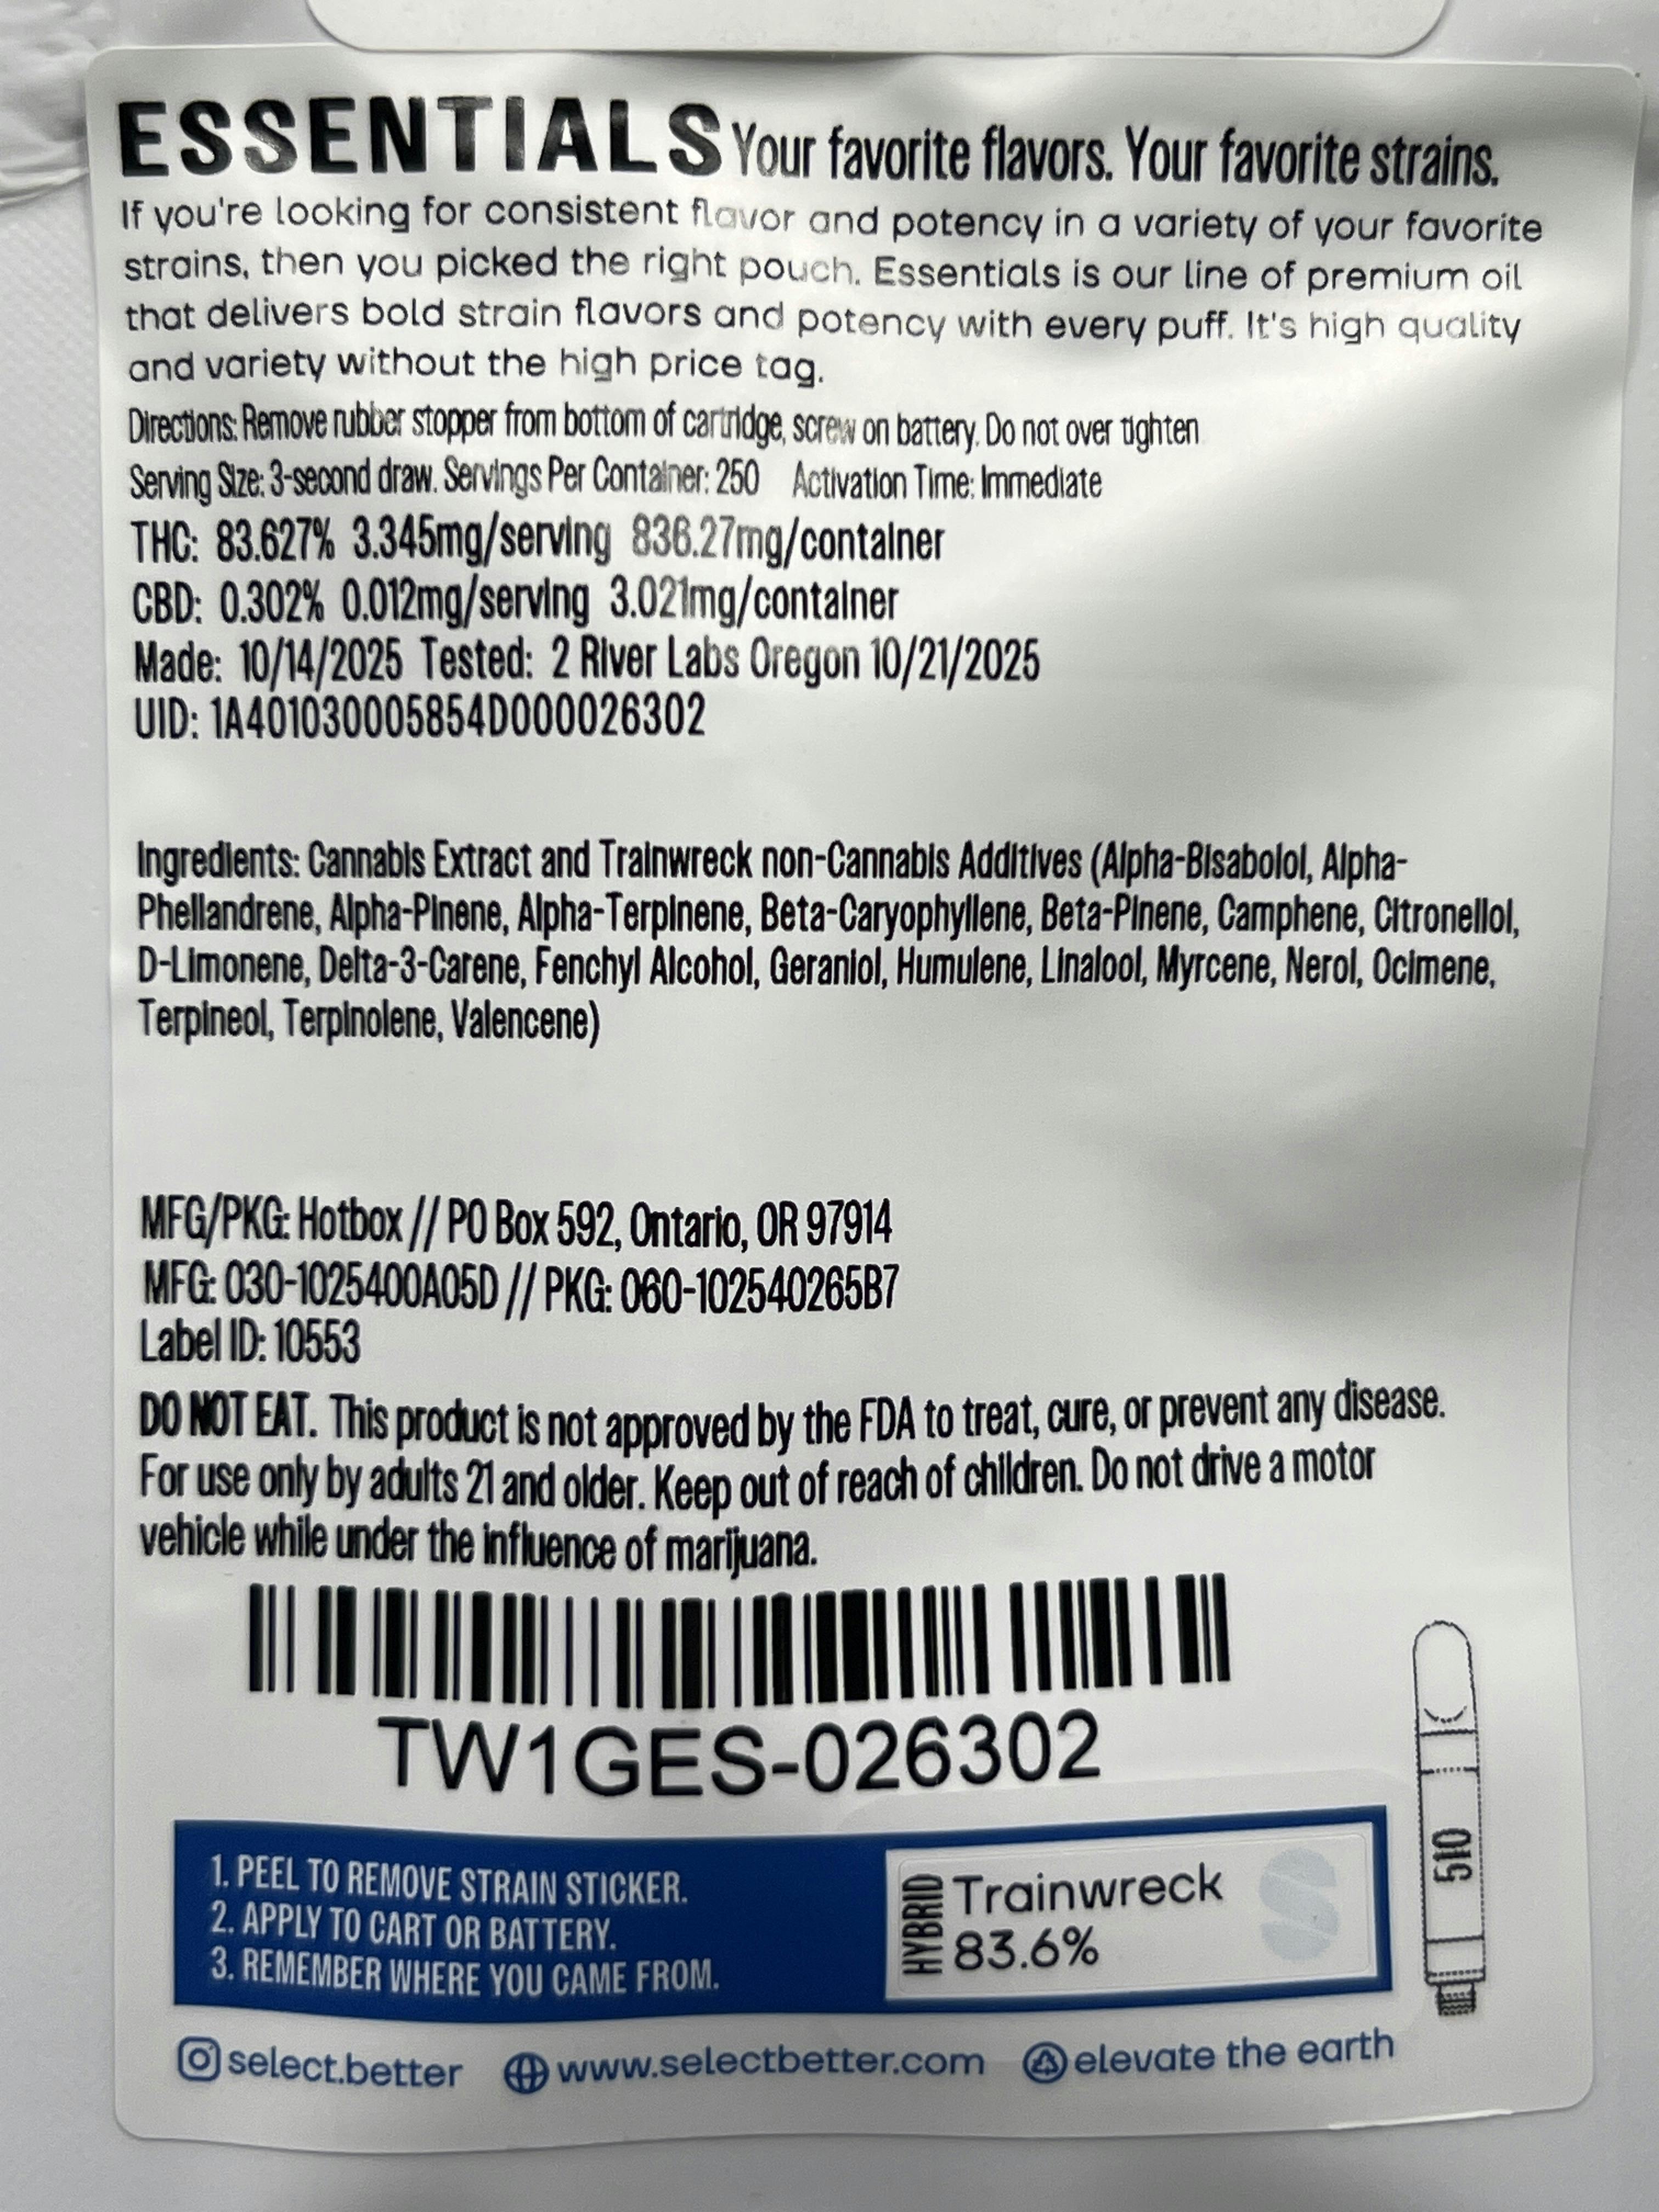 ESSENTIALS Your favorite flavors. Your favorite strains.
If you're looking for consistent flavor and potency in a variety of your favorite
strains, then you picked the right pouch. Essentials is our line of premium oil
that delivers bold strain flavors and potency with every puff. It's high quality
and variety without the high price tag.
Directions: Remove rubber stopper from bottom of cartridge, screw on battery. Do not over tighten
Serving Size: 3-second draw. Servings Per Container: 250 Activation Time: Immediate
THC: 83.627% 3.345mg/serving 836.27mg/container
CBD: 0.302% 0.012mg/serving 3.021mg/container
Made: 10/14/2025 Tested: 2 River Labs Oregon 10/21/2025
UID: 1A401030005854D000026302
Ingredients: Cannabis Extract and Trainwreck non-Cannabis Additives (Alpha-Bisabolol, Alpha-
Phellandrene, Alpha-Pinene, Alpha-Terpinene, Beta-Caryophyllene, Beta-Pinene, Camphene, Citronellol,
D-Limonene, Delta-3-Carene, Fenchyl Alcohol, Geraniol, Humulene, Linalool, Myrcene, Nerol, Ocimene,
Terpineol, Terpinolene, Valencene)
MFG/PKG: Hotbox // PO Box 592, Ontario, OR 97914
MFG: 030-1025400A05D // PKG: 060-102540265B7
Label ID: 10553
DO NOT EAT. This product is not approved by the FDA to treat, cure, or prevent any disease.
For use only by adults 21 and older. Keep out of reach of children. Do not drive a motor
vehicle while under the influence of marijuana.
TW1GES-026302
1. PEEL TO REMOVE STRAIN STICKER.
2. APPLY TO CART OR BATTERY.
3. REMEMBER WHERE YOU CAME FROM.
HYBRID
Trainwreck
83.6%
S
510
select.better www.selectbetter.com elevate the earth